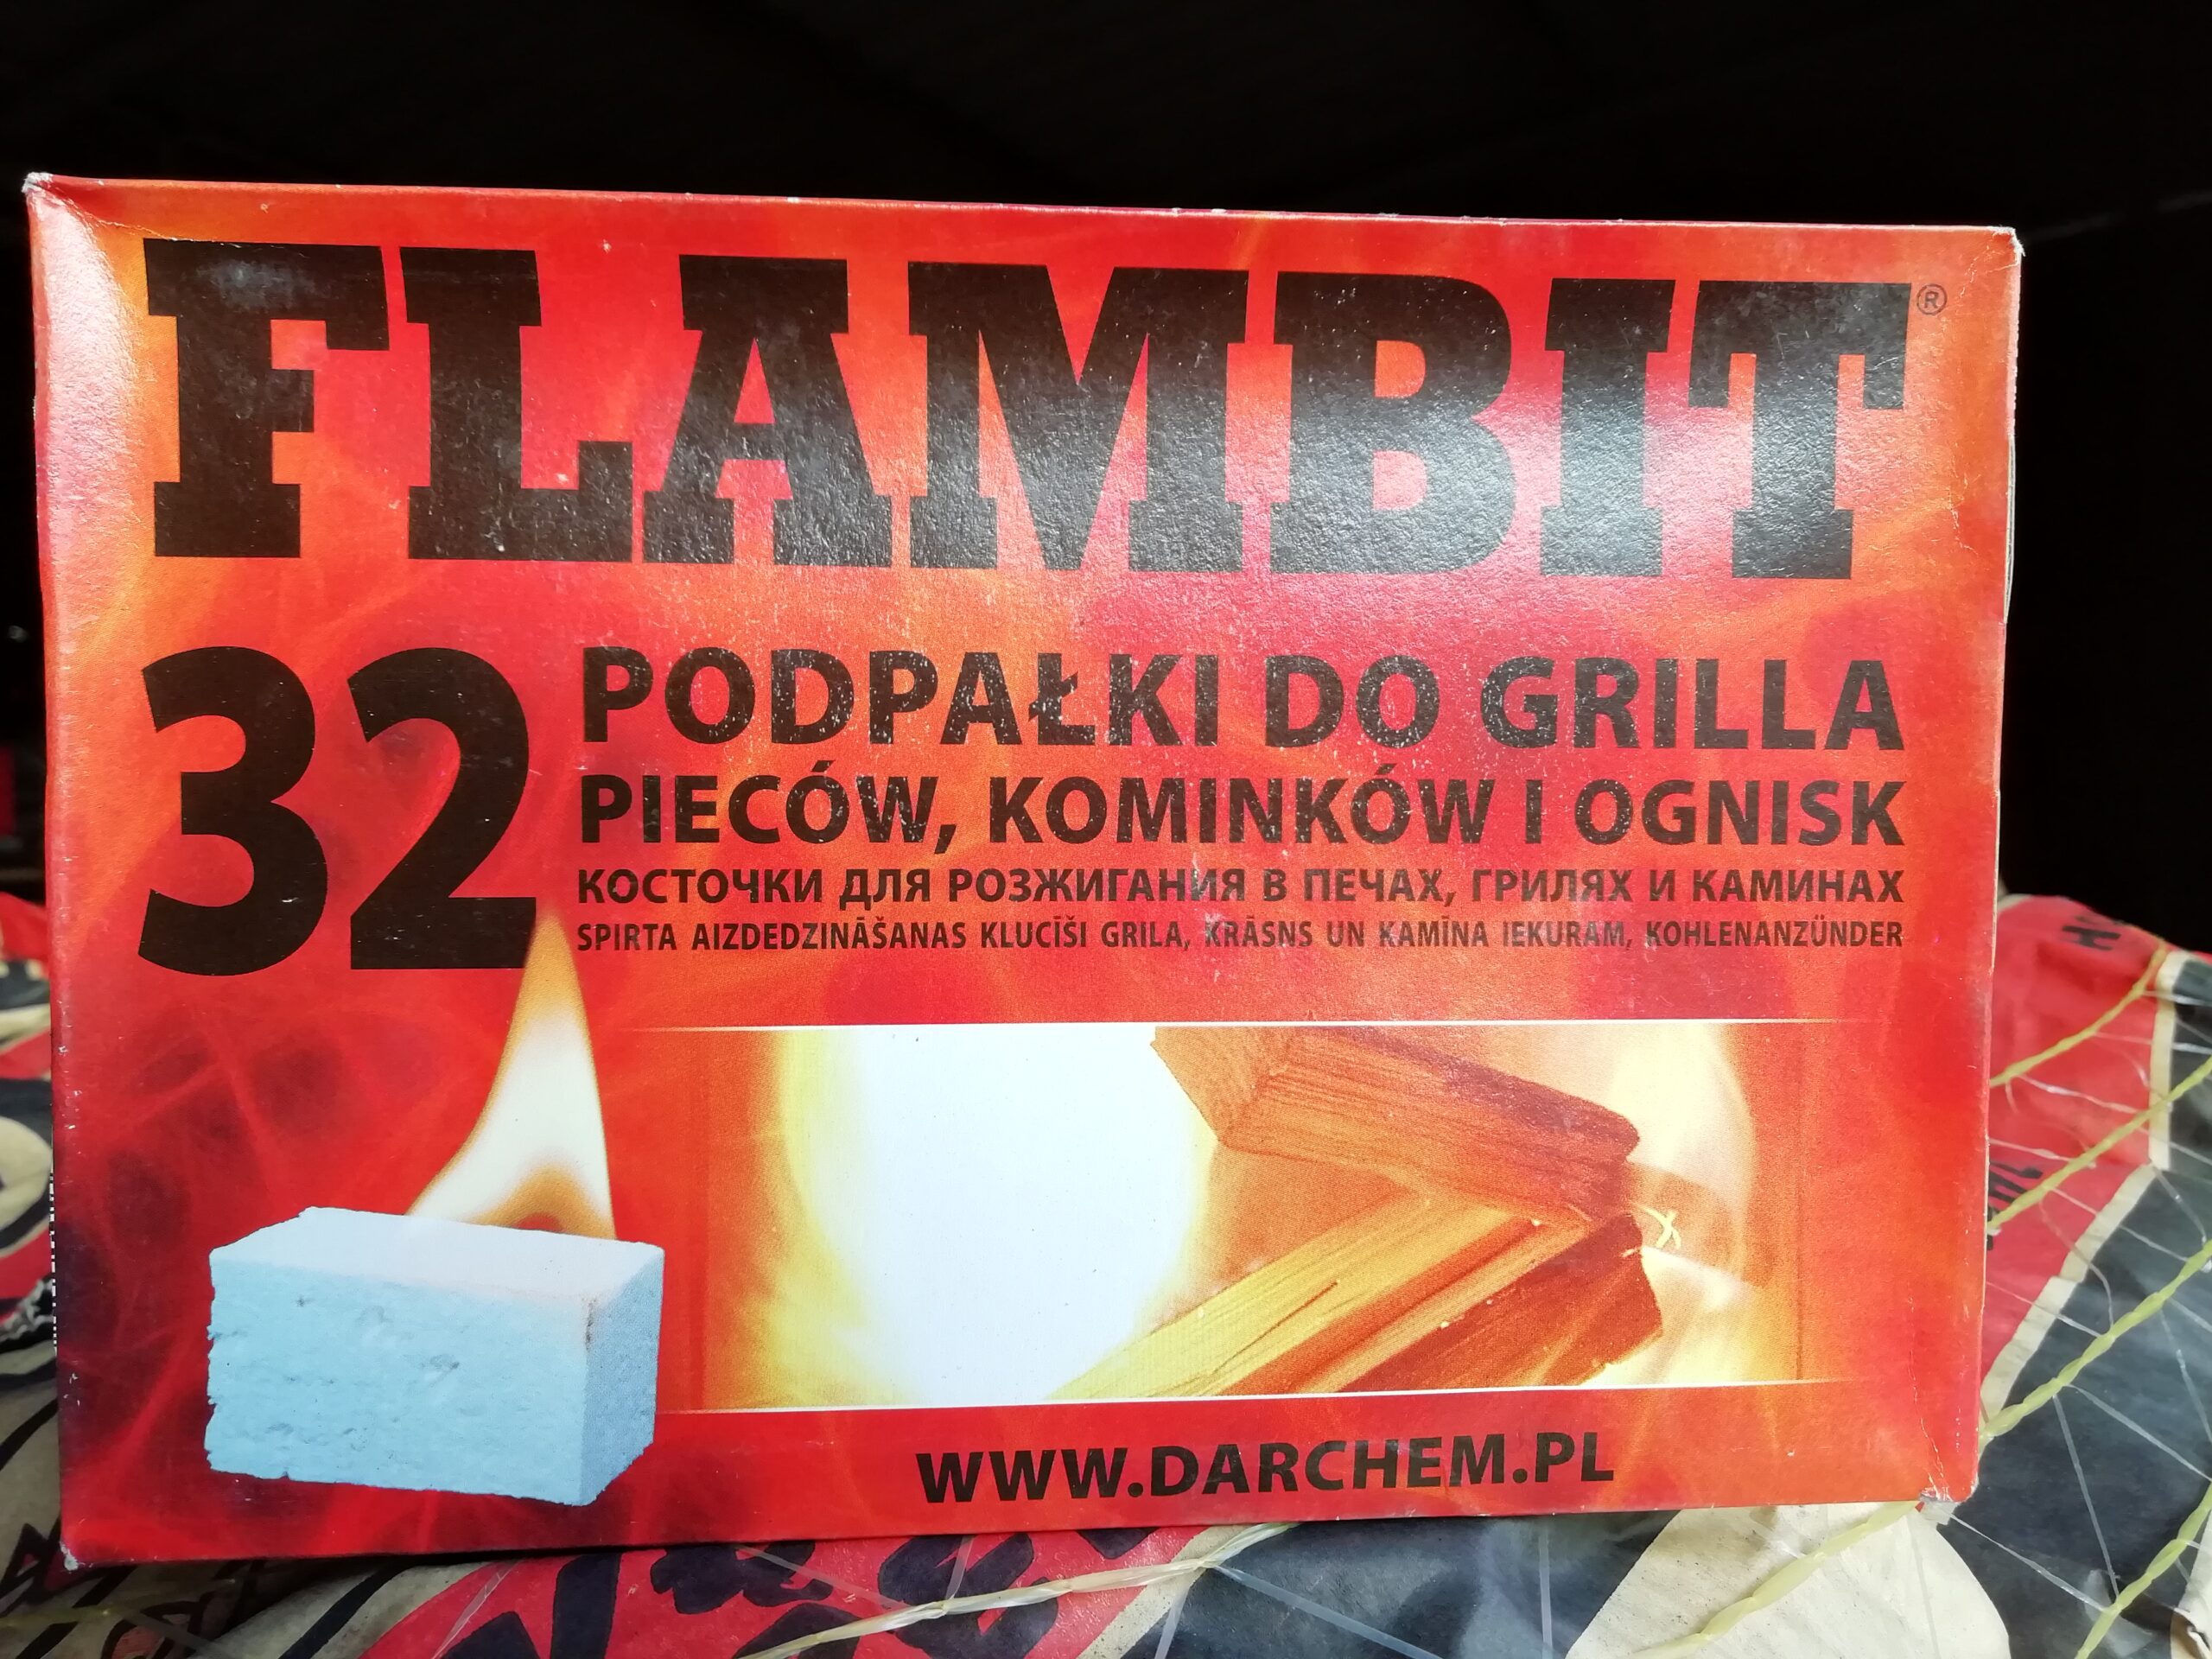 FLAMBIT®
32
PODPAŁKI DO GRILLA
PIECÓW, KOMINKÓW I OGNISK
КОСТОЧКИ ДЛЯ РОЗЖИГАНИЯ В ПЕЧАХ, ГРИЛЯХ И КАМИНАХ
SPIRTA AIZDEDZINĀŠANAS KLUCĪŠI GRILA, KRĀSNS UN KAMĪNA IEKURAM, KOHLENANZÜNDER
WWW.DARCHEM.PL